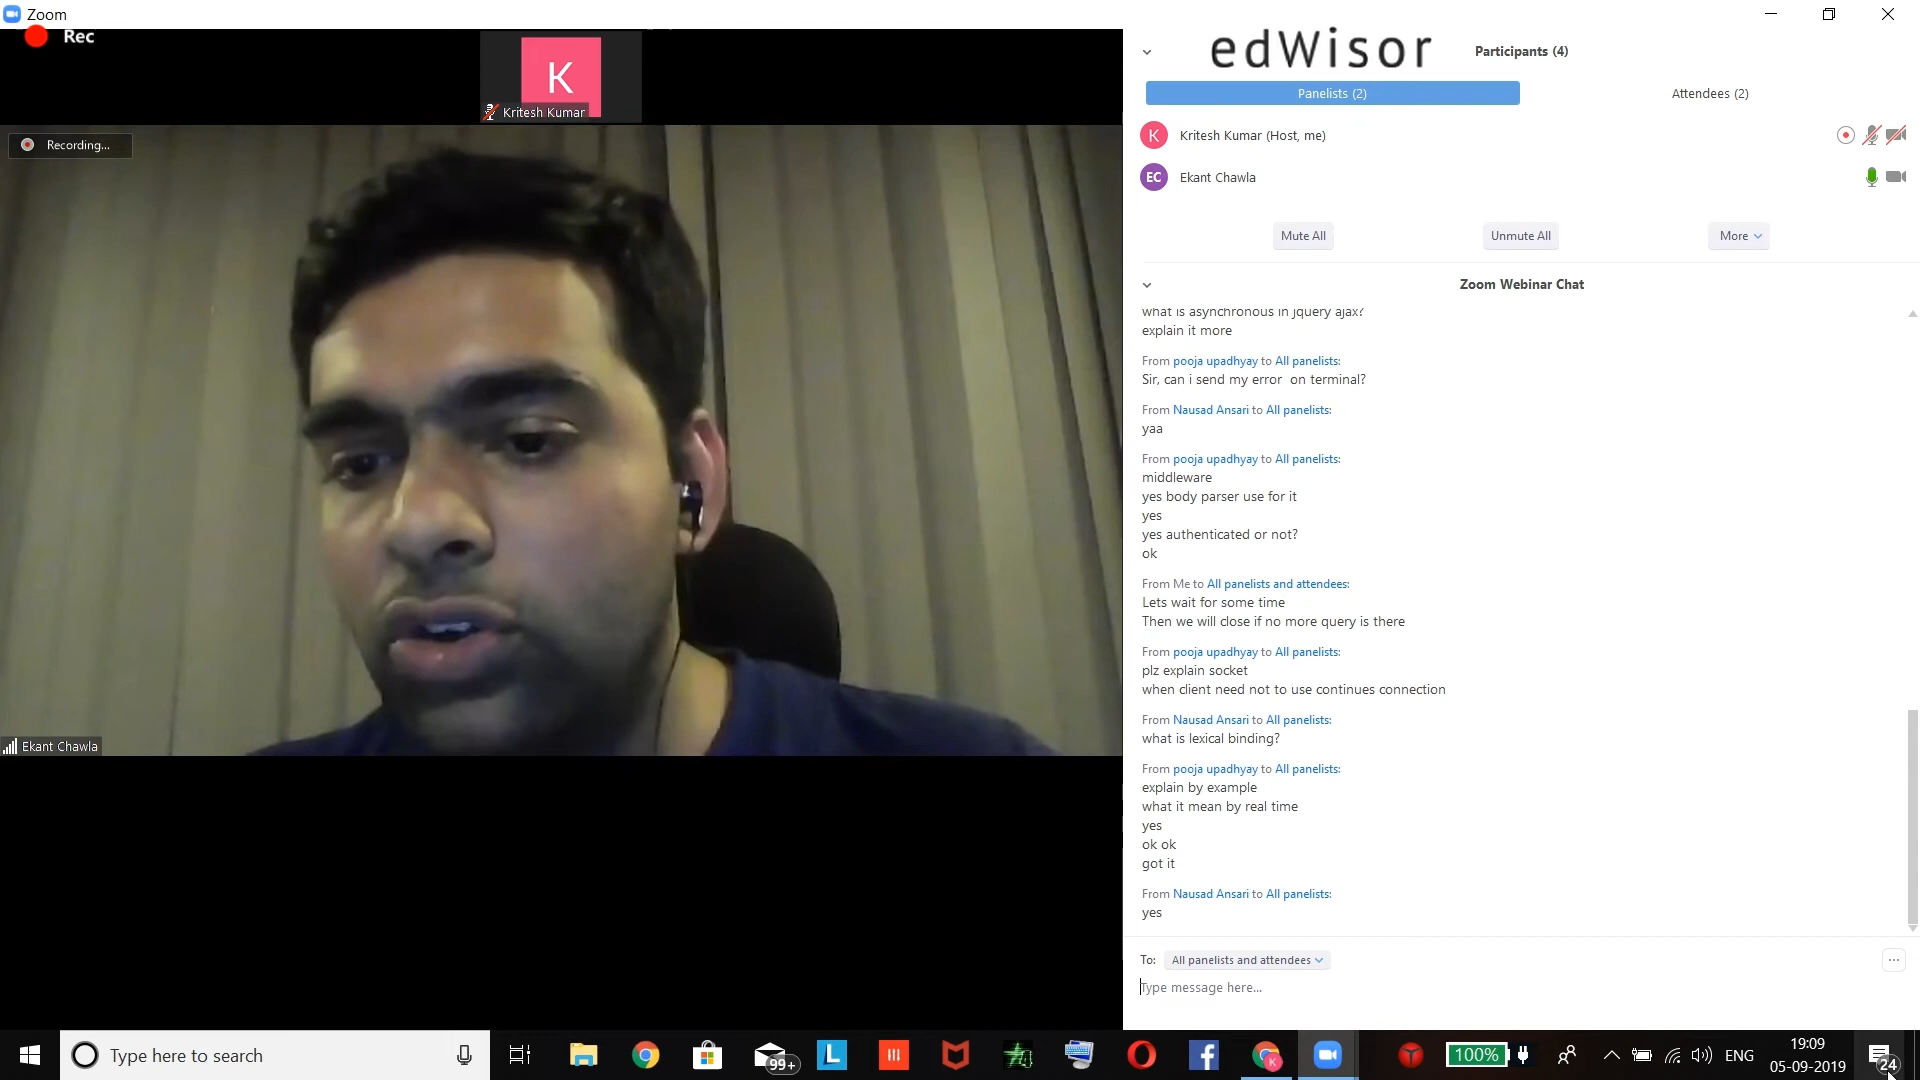 Zoom
Rec
K
Kritesh Kumar
Recording...
Ekant Chawla
edWisor
Participants (4)
Panelists (2)
Attendees (2)
K
Kritesh Kumar (Host, me)
EC
Ekant Chawla
Mute All
Unmute All
More
Zoom Webinar Chat
what is asynchronous in jquery ajax?
explain it more
From pooja upadhyay to All panelists:
Sir, can i send my error on terminal?
From Nausad Ansari to All panelists:
yaa
From pooja upadhyay to All panelists:
middleware
yes body parser use for it
yes
yes authenticated or not?
ok
From Me to All panelists and attendees:
Lets wait for some time
Then we will close if no more query is there
From pooja upadhyay to All panelists:
plz explain socket
when client need not to use continues connection
From Nausad Ansari to All panelists:
what is lexical binding?
From pooja upadhyay to All panelists:
explain by example
what it mean by real time
yes
ok ok
got it
From Nausad Ansari to All panelists:
yes
To: All panelists and attendees
Type message here...
Type here to search
99+
L
K
100%
ENG
19:09
05-09-2019
24